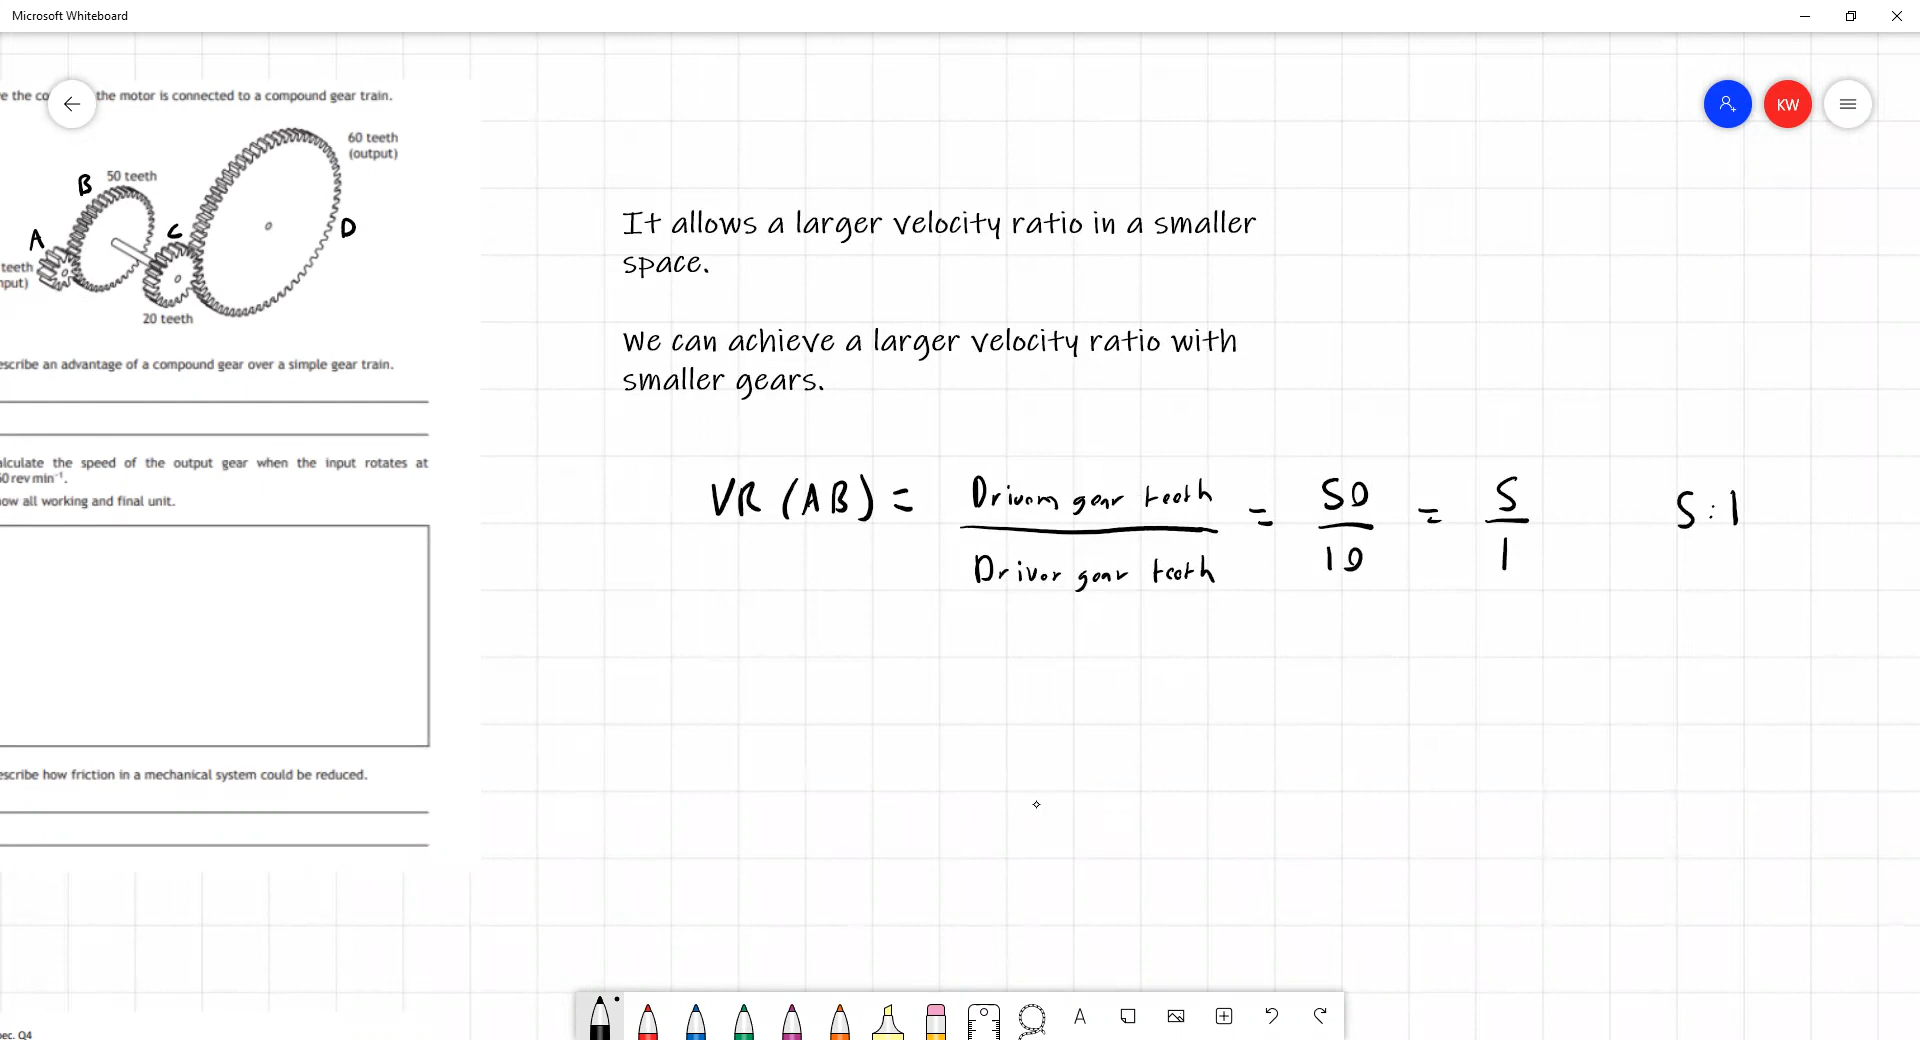 Microsoft Whiteboard
e the co the motor is connected to a compound gear train.
60 teeth
(output)
50 teeth
B
A
C
D
teeth
put)
20 teeth
escribe an advantage of a compound gear over a simple gear train.
alculate the speed of the output gear when the input rotates at
0 rev min⁻¹.
ow all working and final unit.
escribe how friction in a mechanical system could be reduced.
ec. Q4
KW
It allows a larger velocity ratio in a smaller
space.
We can achieve a larger velocity ratio with
smaller gears.
VR (AB) = Driven gear teeth / Driver gear teeth = 50 / 10 = 5 / 1 5 : 1
A